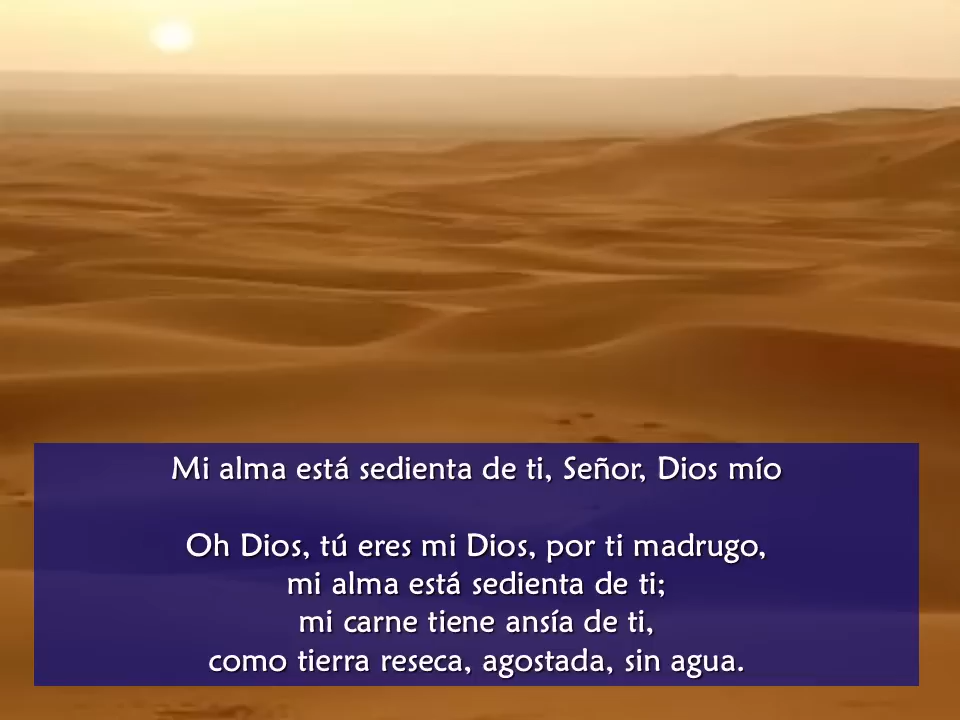 Mi alma está sedienta de ti, Señor, Dios mío
Oh Dios, tú eres mi Dios, por ti madrugo,
mi alma está sedienta de ti;
mi carne tiene ansía de ti,
como tierra reseca, agostada, sin agua.